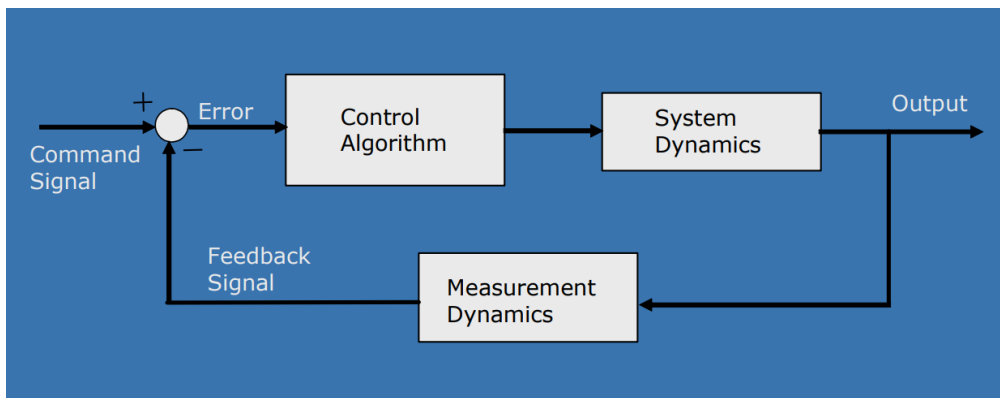 +
Error
Control
Algorithm
System
Dynamics
Output
Command
Signal
−
Feedback
Signal
Measurement
Dynamics